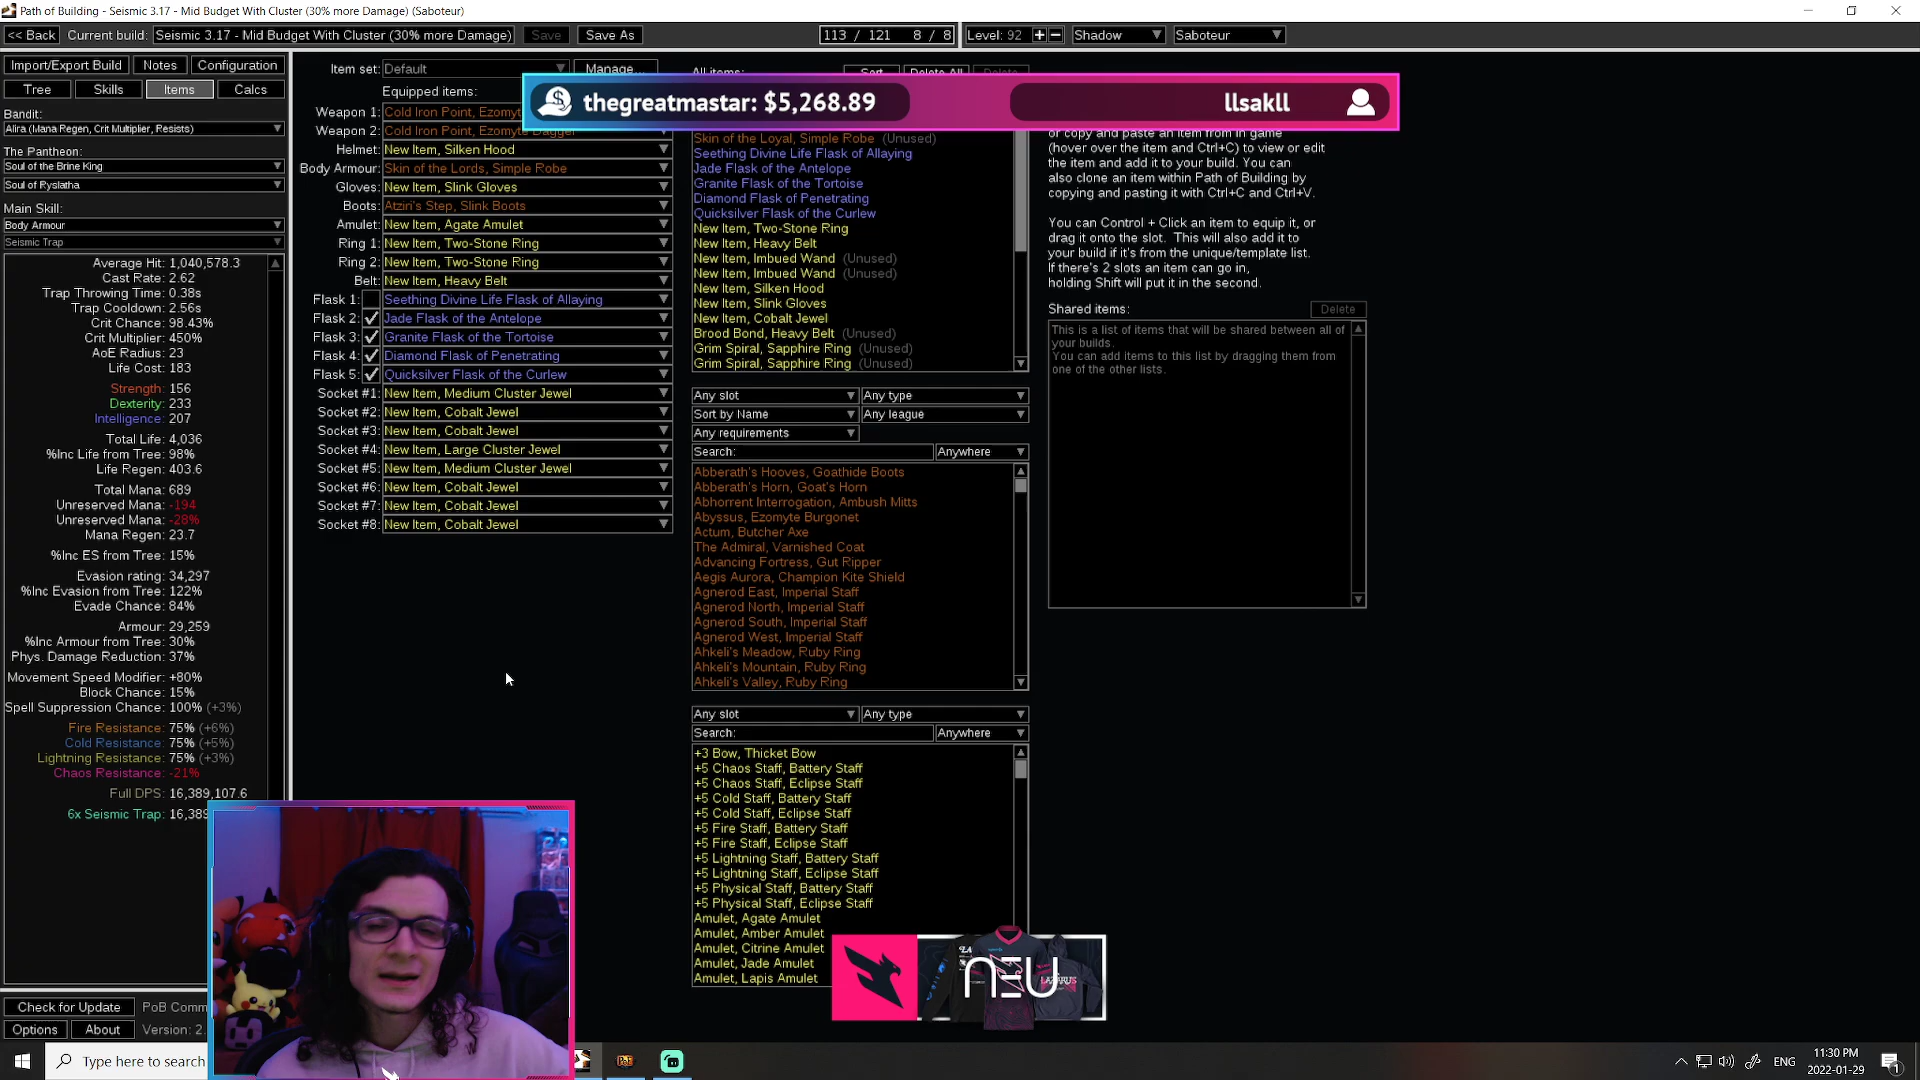 Path of Building - Seismic 3.17 - Mid Budget With Cluster (30% more Damage) (Saboteur)
<< Back
Current build:
Seismic 3.17 - Mid Budget With Cluster (30% more Damage)
Save
Save As
113 / 121 8 / 8
Level: 92
+
-
Shadow
Saboteur
Import/Export Build
Notes
Configuration
Tree
Skills
Items
Calcs
Bandit:
Alira (Mana Regen, Crit Multiplier, Resists)
The Pantheon:
Soul of the Brine King
Soul of Ryslatha
Main Skill:
Body Armour
Seismic Trap
Average Hit: 1,040,578.3
Cast Rate: 2.62
Trap Throwing Time: 0.38s
Trap Cooldown: 2.56s
Crit Chance: 98.43%
Crit Multiplier: 450%
AoE Radius: 23
Life Cost: 183
Strength: 156
Dexterity: 233
Intelligence: 207
Total Life: 4,036
%Inc Life from Tree: 98%
Life Regen: 403.6
Total Mana: 689
Unreserved Mana: -194
Unreserved Mana: -28%
Mana Regen: 23.7
%Inc ES from Tree: 15%
Evasion rating: 34,297
%Inc Evasion from Tree: 122%
Evade Chance: 84%
Armour: 29,259
%Inc Armour from Tree: 30%
Phys. Damage Reduction: 37%
Movement Speed Modifier: +80%
Block Chance: 15%
Spell Suppression Chance: 100% (+3%)
Fire Resistance: 75% (+6%)
Cold Resistance: 75% (+5%)
Lightning Resistance: 75% (+3%)
Chaos Resistance: -21%
Full DPS: 16,389,107.6
6x Seismic Trap: 16,389
Check for Update
PoB Comm
Options
About
Version: 2.
Item set:
Default
Manage...
Equipped items:
Weapon 1: Cold Iron Point, Ezomyt
Weapon 2: Cold Iron Point, Ezomyte Dagger
Helmet: New Item, Silken Hood
Body Armour: Skin of the Lords, Simple Robe
Gloves: New Item, Slink Gloves
Boots: Atziri's Step, Slink Boots
Amulet: New Item, Agate Amulet
Ring 1: New Item, Two-Stone Ring
Ring 2: New Item, Two-Stone Ring
Belt: New Item, Heavy Belt
Flask 1: Seething Divine Life Flask of Allaying
Flask 2: Jade Flask of the Antelope
Flask 3: Granite Flask of the Tortoise
Flask 4: Diamond Flask of Penetrating
Flask 5: Quicksilver Flask of the Curlew
Socket #1: New Item, Medium Cluster Jewel
Socket #2: New Item, Cobalt Jewel
Socket #3: New Item, Cobalt Jewel
Socket #4: New Item, Large Cluster Jewel
Socket #5: New Item, Medium Cluster Jewel
Socket #6: New Item, Cobalt Jewel
Socket #7: New Item, Cobalt Jewel
Socket #8: New Item, Cobalt Jewel
All items:
Sort
Delete All
Delete
thegreatmastar: $5,268.89
llsakll
Skin of the Loyal, Simple Robe (Unused)
Seething Divine Life Flask of Allaying
Jade Flask of the Antelope
Granite Flask of the Tortoise
Diamond Flask of Penetrating
Quicksilver Flask of the Curlew
New Item, Two-Stone Ring
New Item, Heavy Belt
New Item, Imbued Wand (Unused)
New Item, Imbued Wand (Unused)
New Item, Silken Hood
New Item, Slink Gloves
New Item, Cobalt Jewel
Brood Bond, Heavy Belt (Unused)
Grim Spiral, Sapphire Ring (Unused)
Grim Spiral, Sapphire Ring (Unused)
Any slot
Any type
Sort by Name
Any league
Any requirements
Search:
Anywhere
Abberath's Hooves, Goathide Boots
Abberath's Horn, Goat's Horn
Abhorrent Interrogation, Ambush Mitts
Abyssus, Ezomyte Burgonet
Actum, Butcher Axe
The Admiral, Varnished Coat
Advancing Fortress, Gut Ripper
Aegis Aurora, Champion Kite Shield
Agnerod East, Imperial Staff
Agnerod North, Imperial Staff
Agnerod South, Imperial Staff
Agnerod West, Imperial Staff
Ahkeli's Meadow, Ruby Ring
Ahkeli's Mountain, Ruby Ring
Ahkeli's Valley, Ruby Ring
Any slot
Any type
Search:
Anywhere
+3 Bow, Thicket Bow
+5 Chaos Staff, Battery Staff
+5 Chaos Staff, Eclipse Staff
+5 Cold Staff, Battery Staff
+5 Cold Staff, Eclipse Staff
+5 Fire Staff, Battery Staff
+5 Fire Staff, Eclipse Staff
+5 Lightning Staff, Battery Staff
+5 Lightning Staff, Eclipse Staff
+5 Physical Staff, Battery Staff
+5 Physical Staff, Eclipse Staff
Amulet, Agate Amulet
Amulet, Amber Amulet
Amulet, Citrine Amulet
Amulet, Jade Amulet
Amulet, Lapis Amulet
or copy and paste an item from in game
(hover over the item and Ctrl+C) to view or edit
the item and add it to your build. You can
also clone an item within Path of Building by
copying and pasting it with Ctrl+C and Ctrl+V.
You can Control + Click an item to equip it, or
drag it onto the slot. This will also add it to
your build if it's from the unique/template list.
If there's 2 slots an item can go in,
holding Shift will put it in the second.
Shared items:
Delete
This is a list of items that will be shared between all of
your builds.
You can add items to this list by dragging them from
one of the other lists.
NEU
Type here to search
ENG
11:30 PM
2022-01-29
1